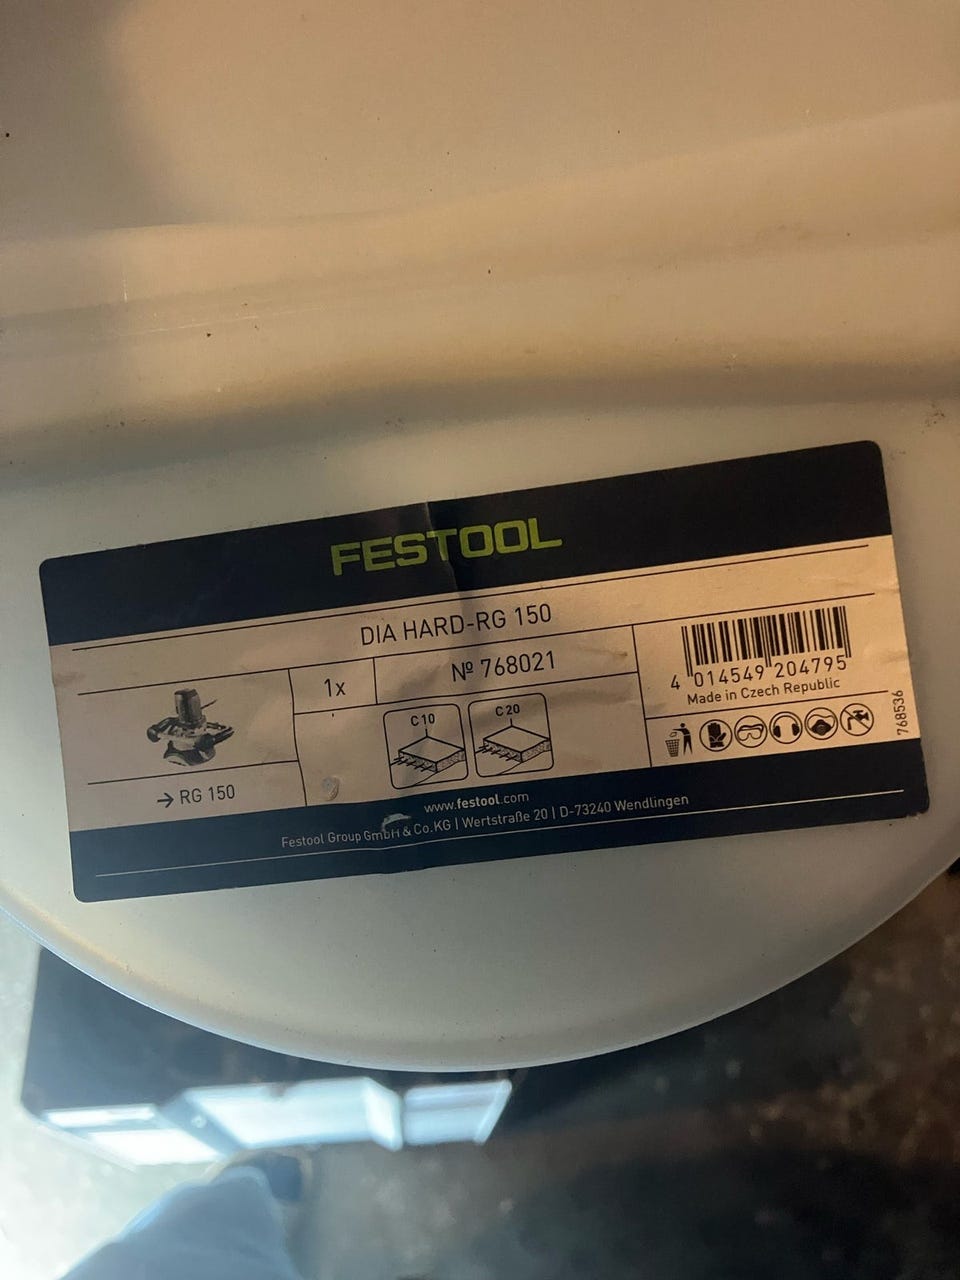 FESTOOL
DIA HARD-RG 150
1x
Nº 768021
4 014549 204795
Made in Czech Republic
C10
C20
768536
→ RG 150
www.festool.com
Festool Group GmbH & Co.KG | Wertstraße 20 | D-73240 Wendlingen